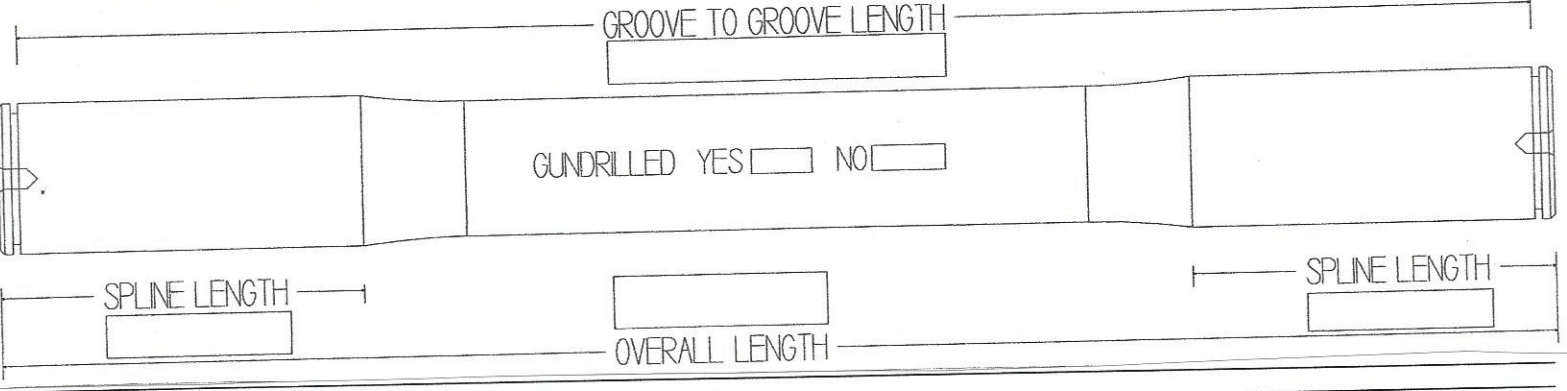 GROOVE TO GROOVE LENGTH
GUNDRILLED YES NO
SPLINE LENGTH
SPLINE LENGTH
OVERALL LENGTH